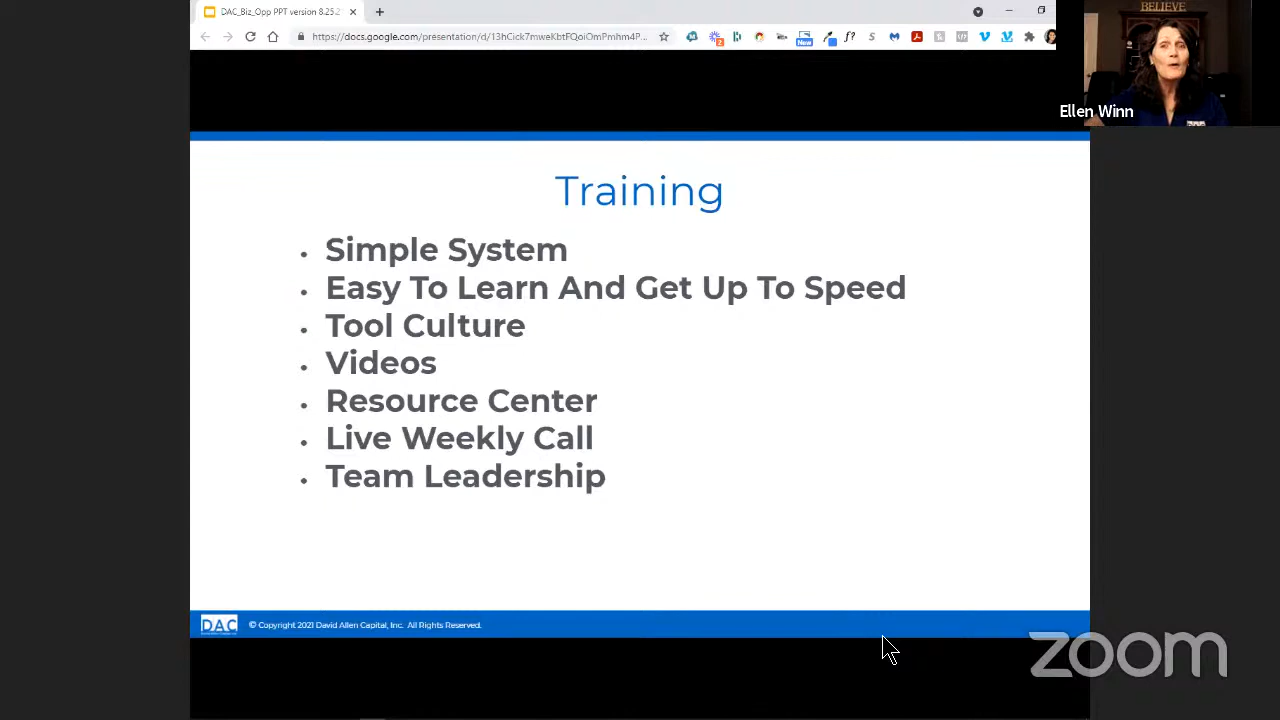 DAC_Biz_Opp PPT version 8.25.2
https://docs.google.com/presentation/d/13hCick7mweKbtFQoiOmPmhm4P...
New
BELIEVE
Ellen Winn
Training
Simple System
Easy To Learn And Get Up To Speed
Tool Culture
Videos
Resource Center
Live Weekly Call
Team Leadership
DAC
© Copyright 2021 David Allen Capital, Inc. All Rights Reserved.
zoom